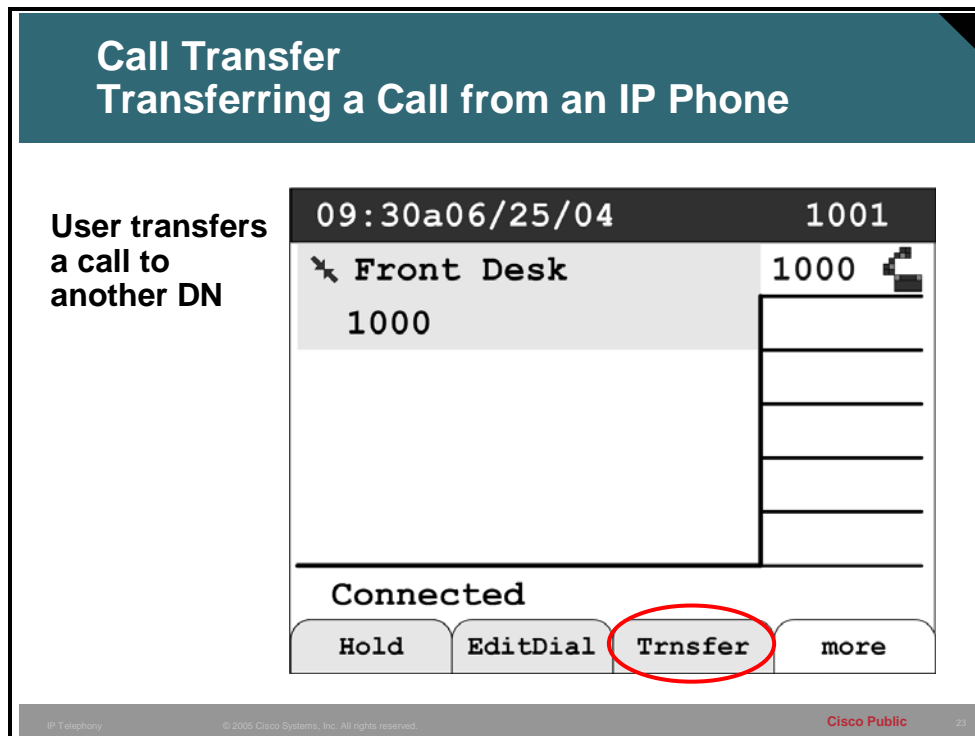 Call Transfer
Transferring a Call from an IP Phone
User transfers
a call to
another DN
09:30a06/25/04 1001
Front Desk 1000
1000
Connected
Hold EditDial Trnsfer more
IP Telephony © 2005 Cisco Systems, Inc. All rights reserved. Cisco Public 23